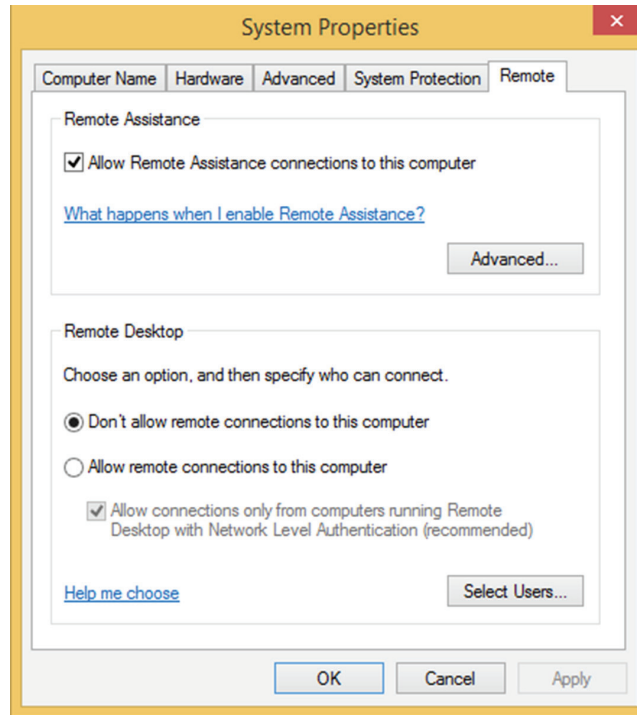 System Properties
Computer Name Hardware Advanced System Protection Remote
Remote Assistance
Allow Remote Assistance connections to this computer
What happens when I enable Remote Assistance?
Advanced...
Remote Desktop
Choose an option, and then specify who can connect.
Don't allow remote connections to this computer
Allow remote connections to this computer
Allow connections only from computers running Remote
Desktop with Network Level Authentication (recommended)
Help me choose
Select Users...
OK Cancel Apply